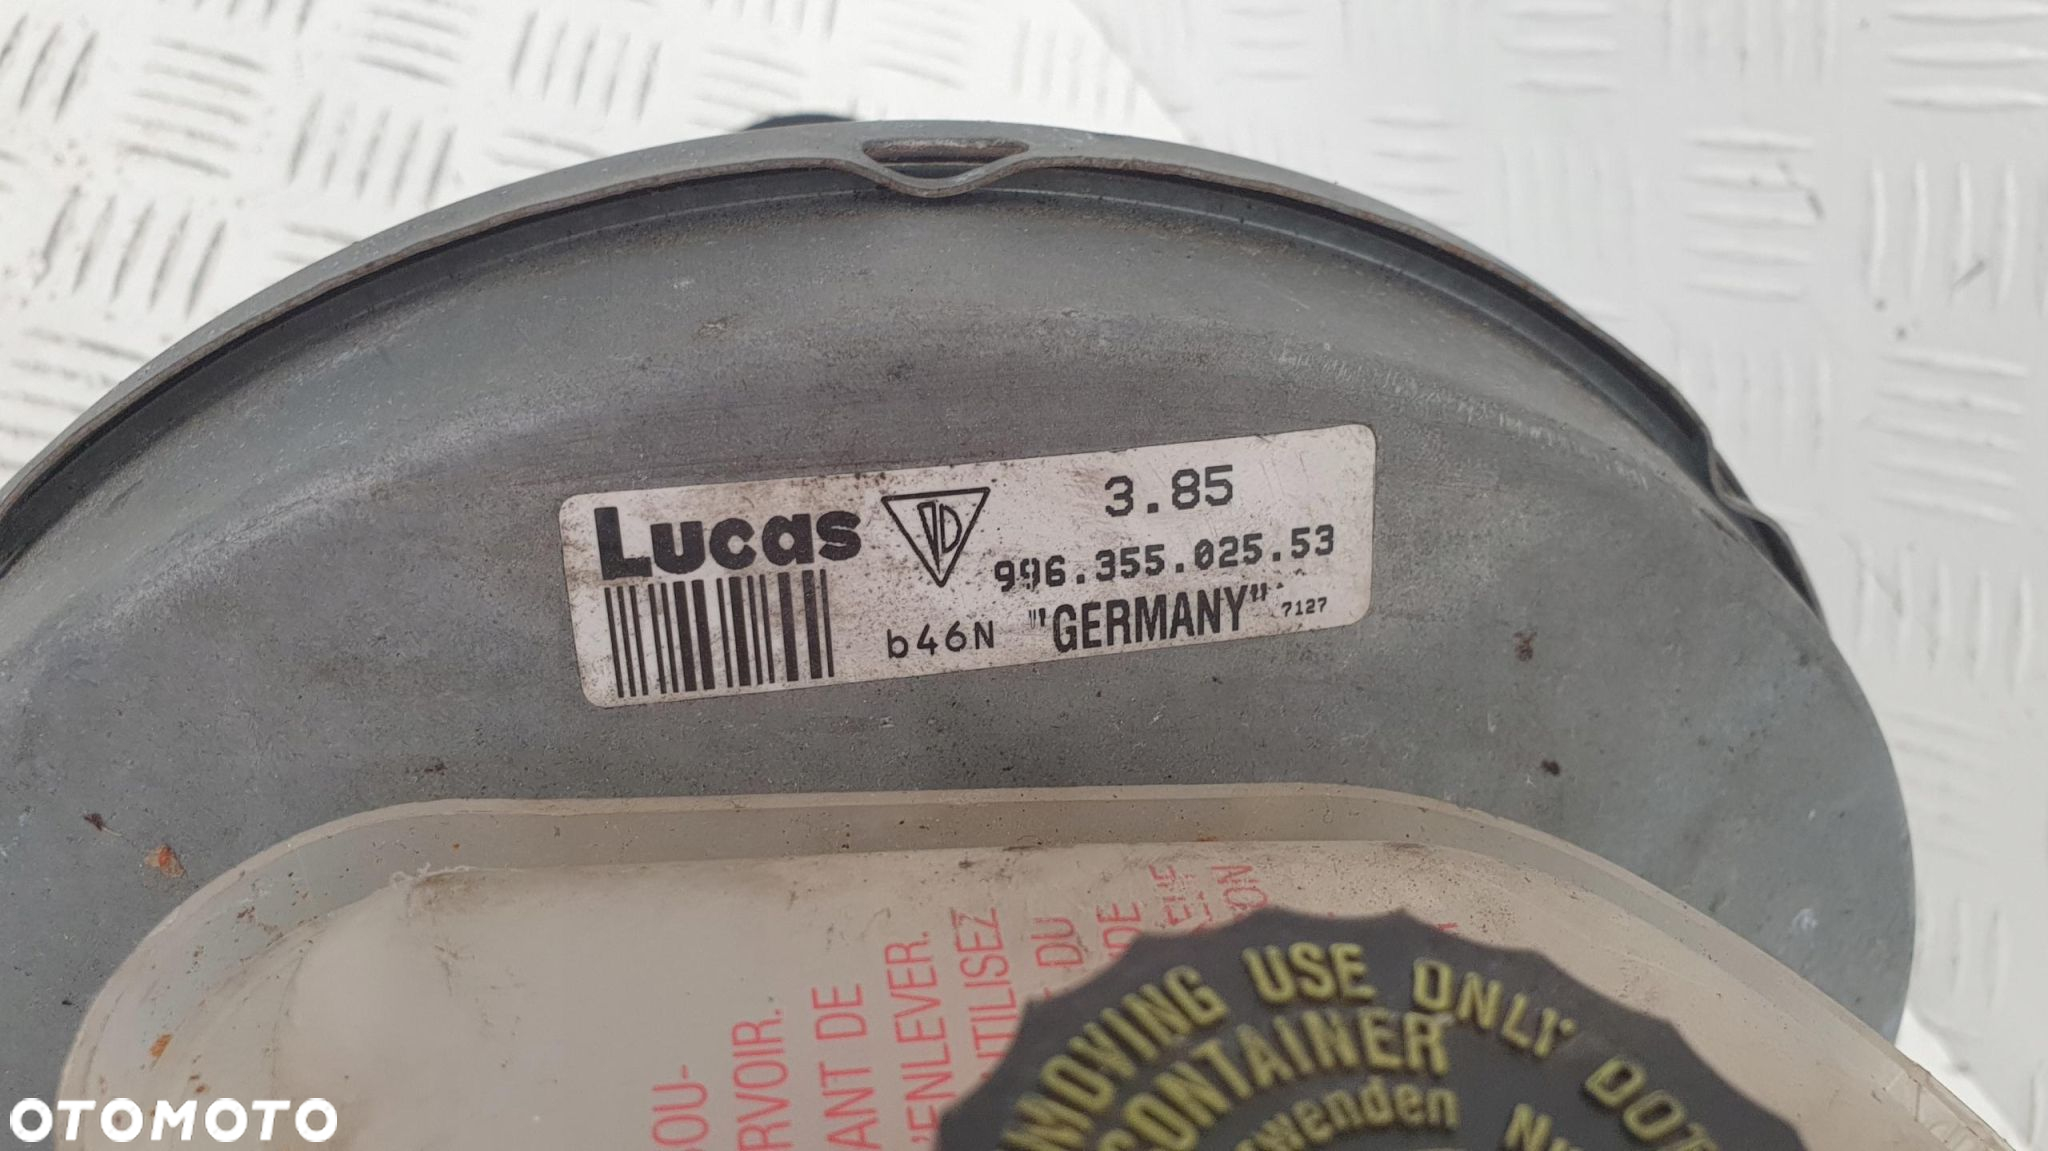 Lucas
3.85
996.355.025.53
b46N "GERMANY" 7127
SOU-
RVOIR.
ANT DE
ENLEVER.
UTILISEZ
DU
DE
MOVING USE ONLY DOT
CONTAINER
wenden
OTOMOTO